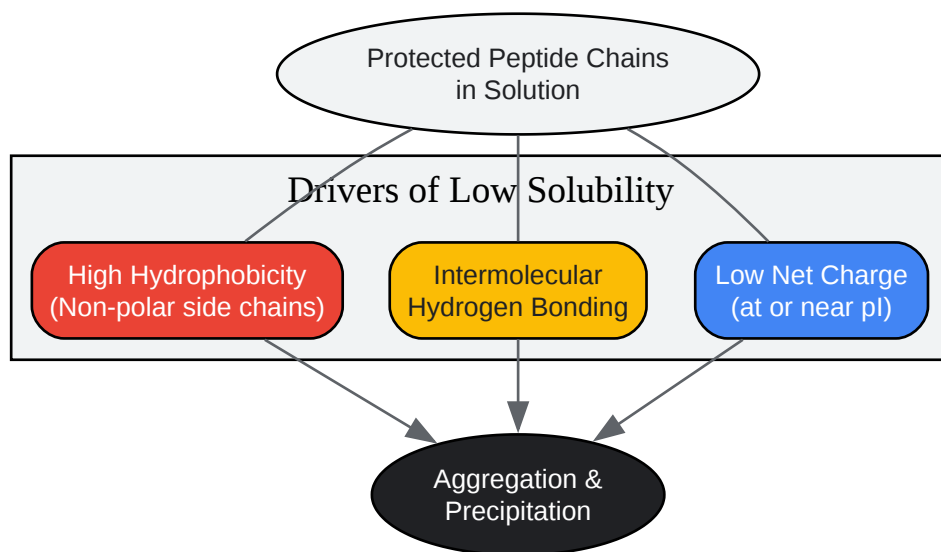 Protected Peptide Chains
in Solution
Drivers of Low Solubility
High Hydrophobicity
(Non-polar side chains)
Intermolecular
Hydrogen Bonding
Low Net Charge
(at or near pI)
Aggregation &
Precipitation